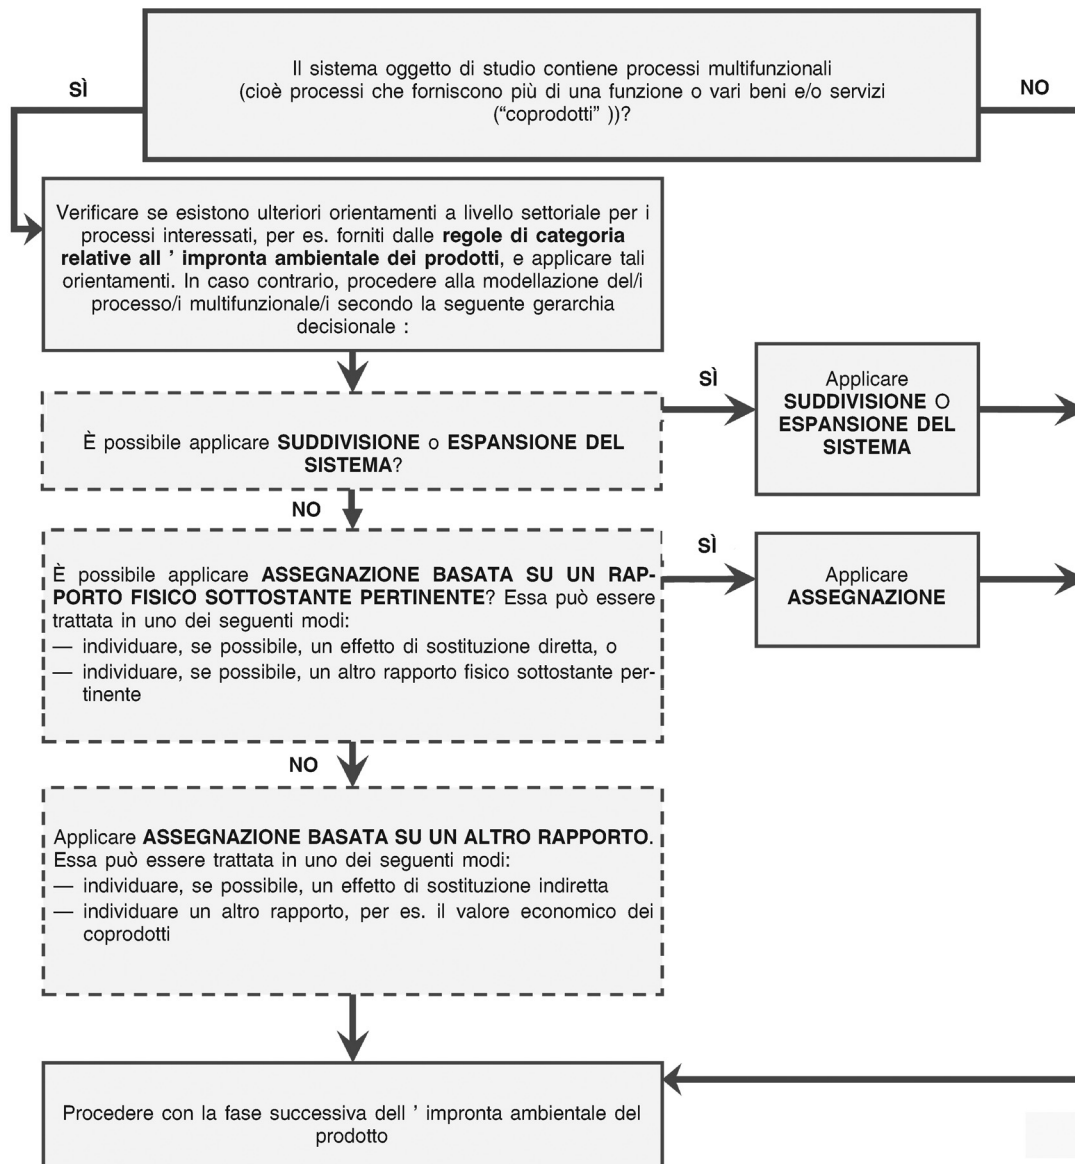 Il sistema oggetto di studio contiene processi multifunzionali
(cioè processi che forniscono più di una funzione o vari beni e/o servizi
(“coprodotti” ))?
SÌ
NO
Verificare se esistono ulteriori orientamenti a livello settoriale per i
processi interessati, per es. forniti dalle regole di categoria
relative all ’ impronta ambientale dei prodotti, e applicare tali
orientamenti. In caso contrario, procedere alla modellazione del/i
processo/i multifunzionale/i secondo la seguente gerarchia
decisionale :
È possibile applicare SUDDIVISIONE o ESPANSIONE DEL
SISTEMA?
SÌ
Applicare
SUDDIVISIONE O
ESPANSIONE DEL
SISTEMA
NO
È possibile applicare ASSEGNAZIONE BASATA SU UN RAP-
PORTO FISICO SOTTOSTANTE PERTINENTE? Essa può essere
trattata in uno dei seguenti modi:
— individuare, se possibile, un effetto di sostituzione diretta, o
— individuare, se possibile, un altro rapporto fisico sottostante per-
tinente
SÌ
Applicare
ASSEGNAZIONE
NO
Applicare ASSEGNAZIONE BASATA SU UN ALTRO RAPPORTO.
Essa può essere trattata in uno dei seguenti modi:
— individuare, se possibile, un effetto di sostituzione indiretta
— individuare un altro rapporto, per es. il valore economico dei
coprodotti
Procedere con la fase successiva dell ’ impronta ambientale del
prodotto